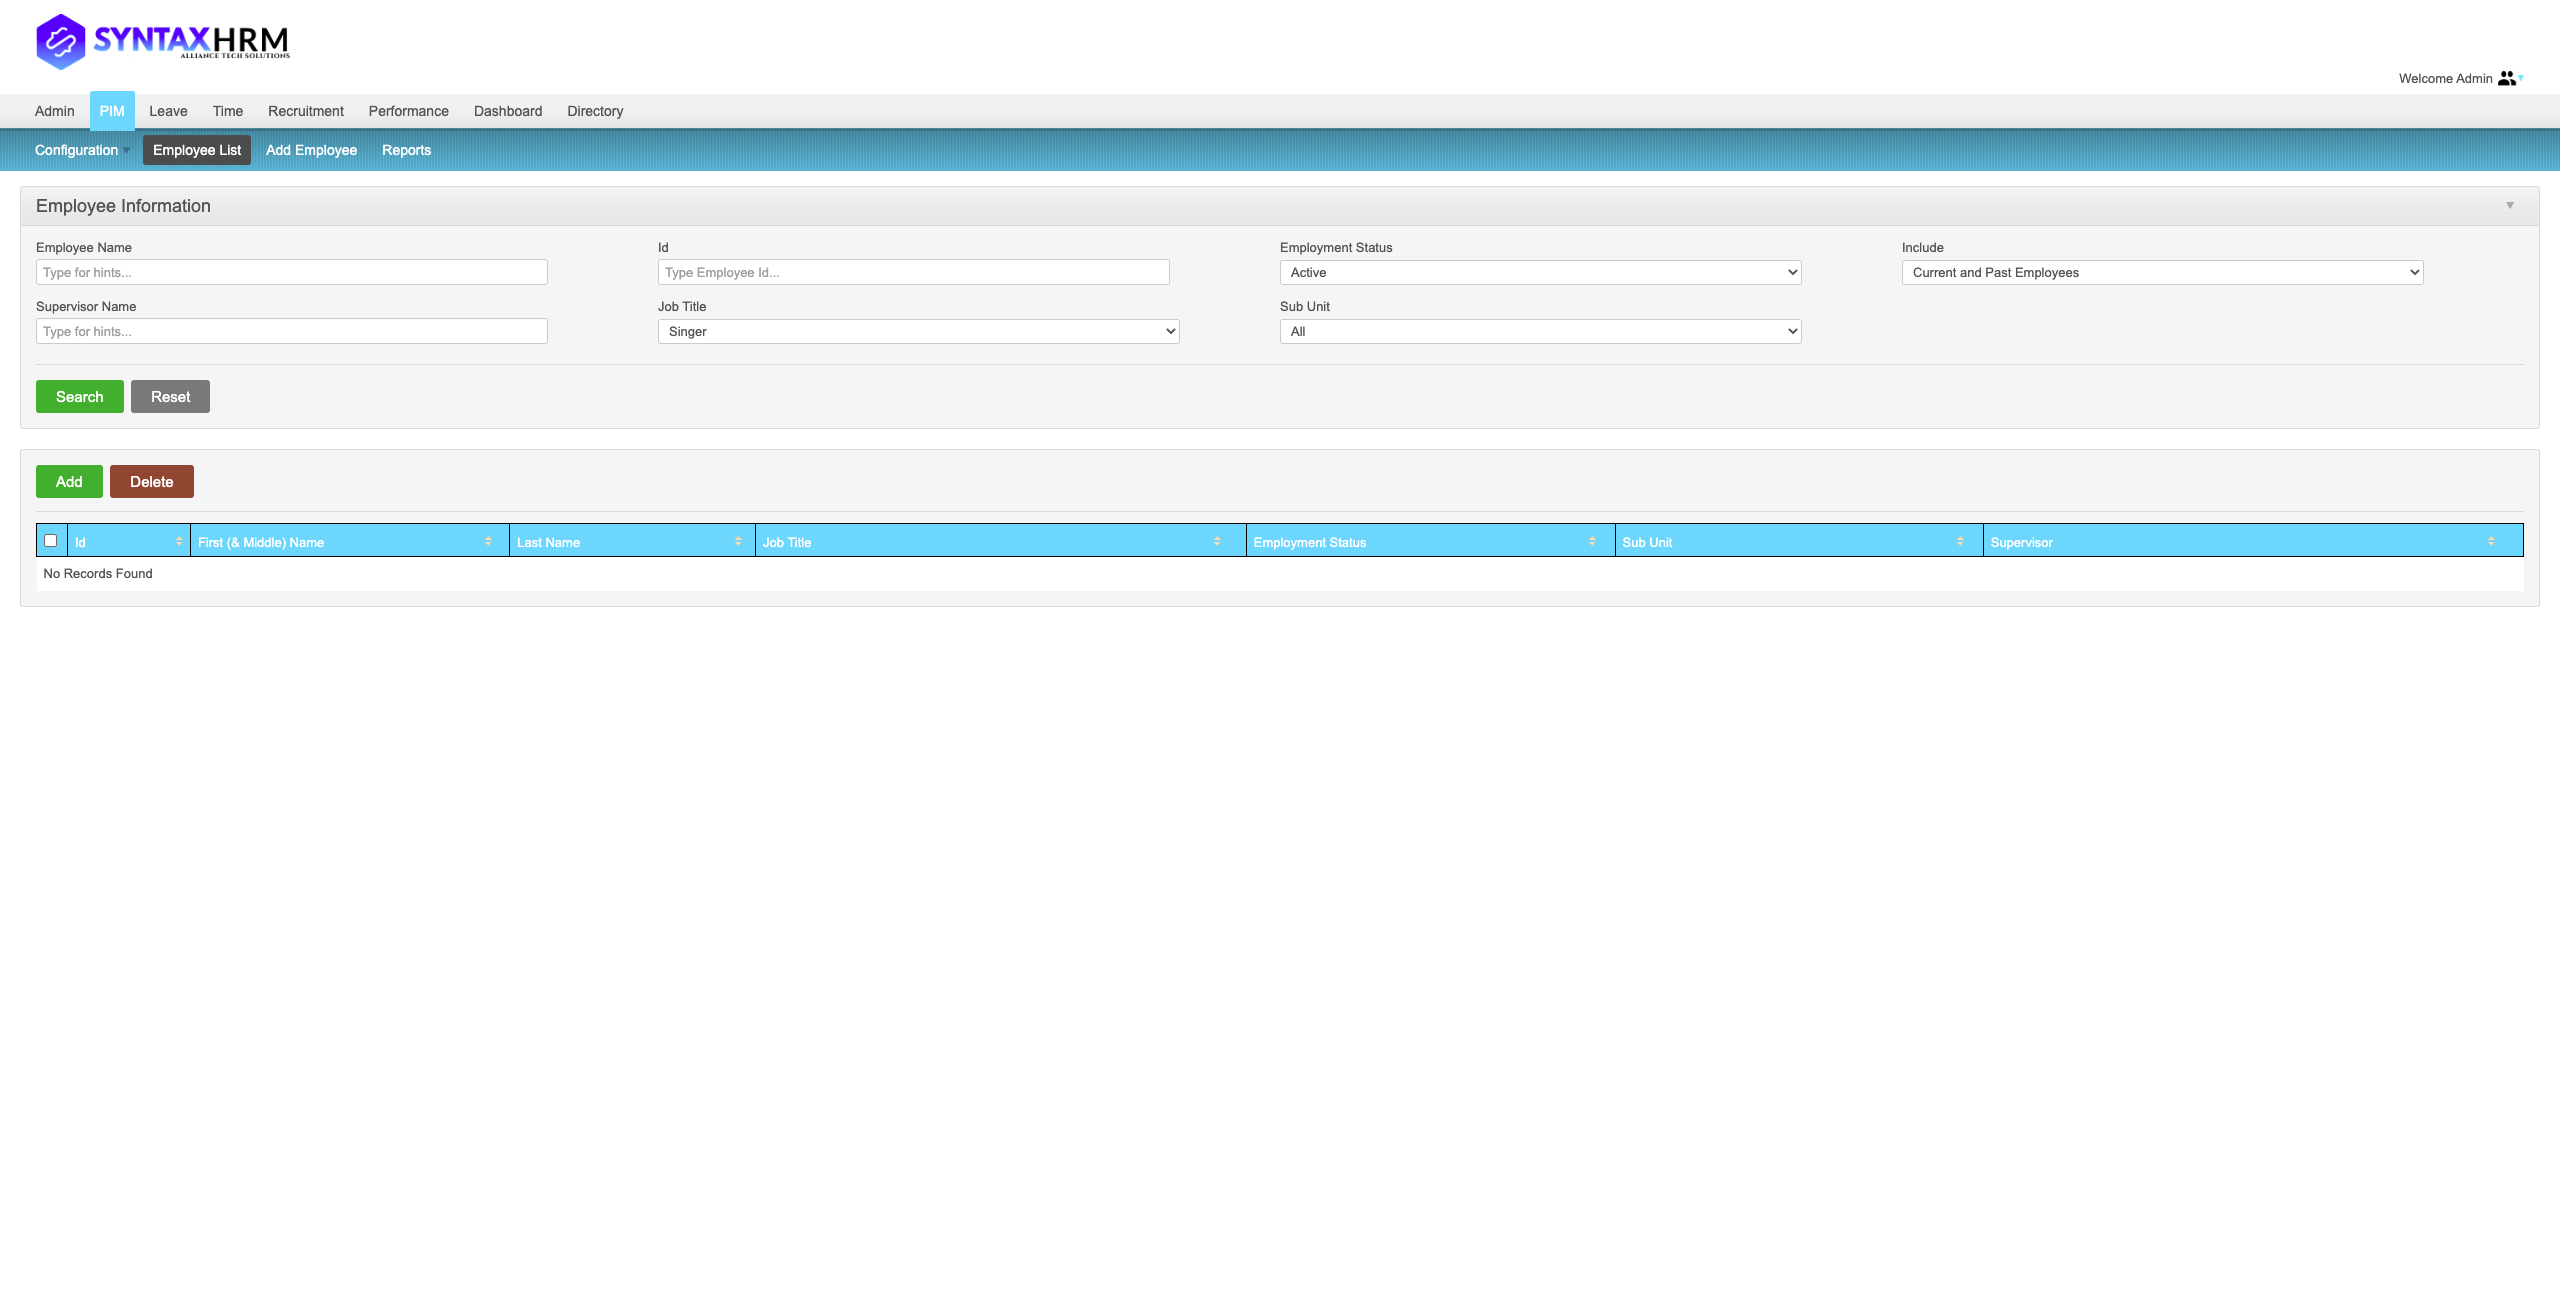 SYNTAXHRM
ALLIANCE TECH SOLUTIONS
Welcome Admin
Admin PIM Leave Time Recruitment Performance Dashboard Directory
Configuration Employee List Add Employee Reports
Employee Information
Employee Name Id Employment Status Include
Type for hints... Type Employee Id... Active Current and Past Employees
Supervisor Name Job Title Sub Unit
Type for hints... Singer All
Search Reset
Add Delete
Id First (& Middle) Name Last Name Job Title Employment Status Sub Unit Supervisor
No Records Found